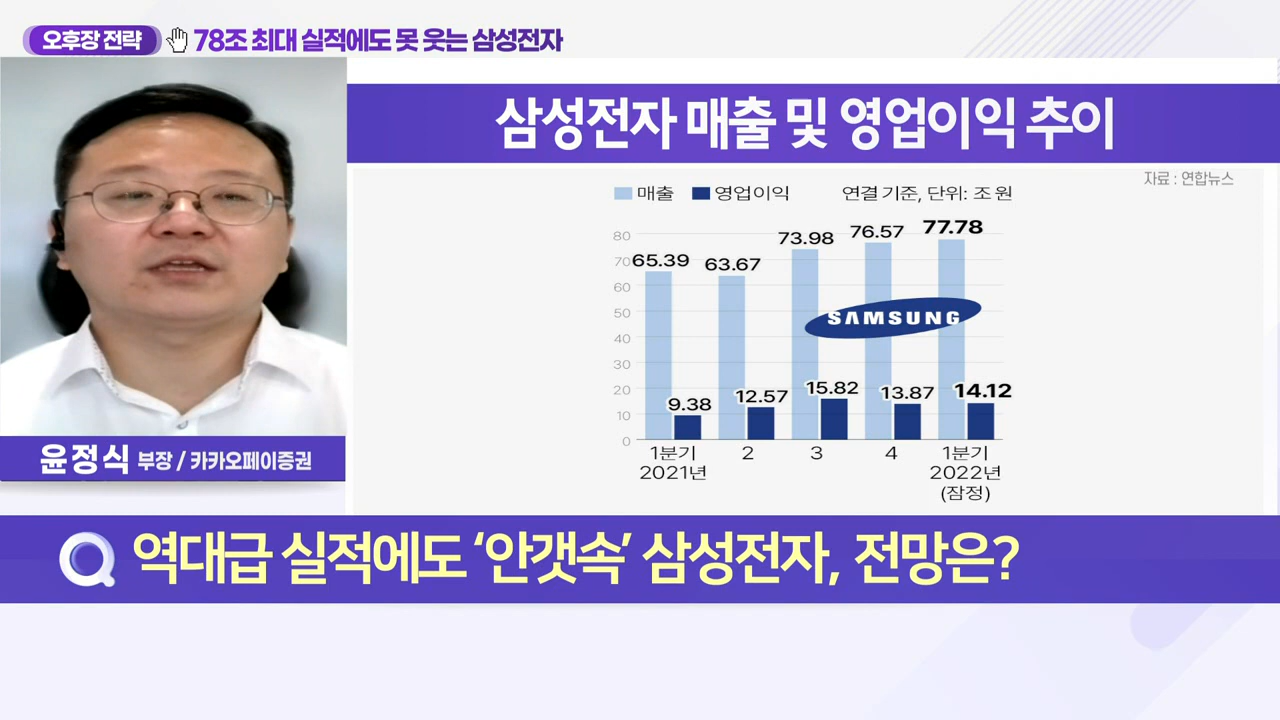 오후장 전략
78조 최대 실적에도 못 웃는 삼성전자
삼성전자 매출 및 영업이익 추이
자료 : 연합뉴스
매출 영업이익 연결 기준, 단위: 조 원
80
70
60
50
40
30
20
10
0
65.39
63.67
73.98
76.57
77.78
SAMSUNG
9.38
12.57
15.82
13.87
14.12
1분기 2 3 4 1분기
2021년 2022년
(잠정)
윤정식 부장 / 카카오페이증권
역대급 실적에도 ‘안갯속’ 삼성전자, 전망은?